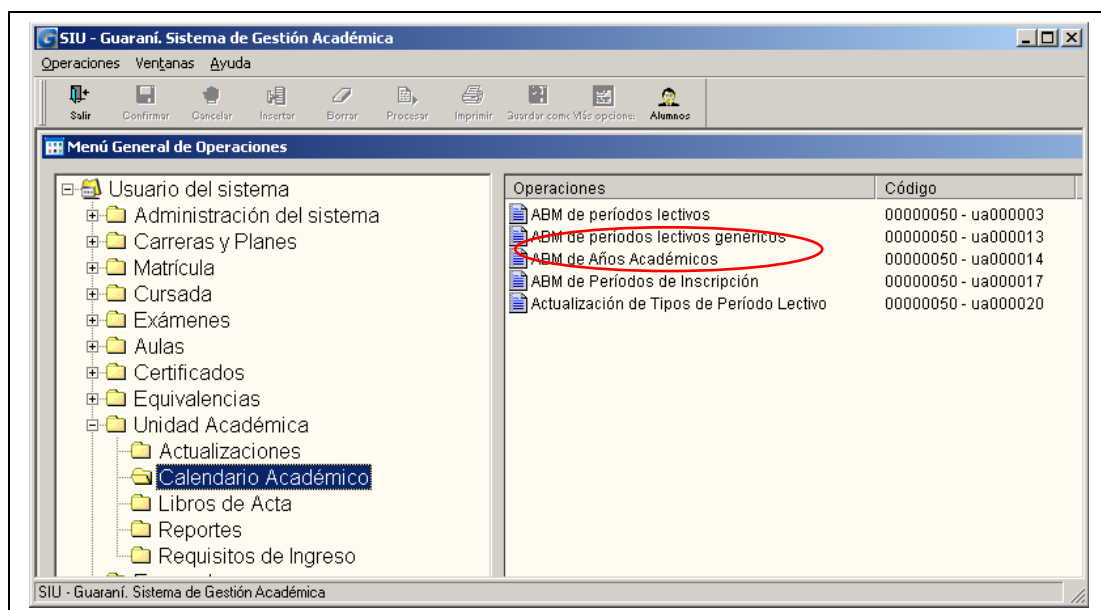 SIU - Guaraní. Sistema de Gestión Académica
Operaciones Ventanas Ayuda
Salir Confirmar Cancelar Insertar Borrar Procesar Imprimir Guardar como Más opciones Alumnos
Menú General de Operaciones
Usuario del sistema
Administración del sistema
Carreras y Planes
Matrícula
Cursada
Exámenes
Aulas
Certificados
Equivalencias
Unidad Académica
Actualizaciones
Calendario Académico
Libros de Acta
Reportes
Requisitos de Ingreso
Operaciones Código
ABM de períodos lectivos 00000050 - ua000003
ABM de períodos lectivos genéricos 00000050 - ua000013
ABM de Años Académicos 00000050 - ua000014
ABM de Períodos de Inscripción 00000050 - ua000017
Actualización de Tipos de Período Lectivo 00000050 - ua000020
SIU - Guaraní. Sistema de Gestión Académica